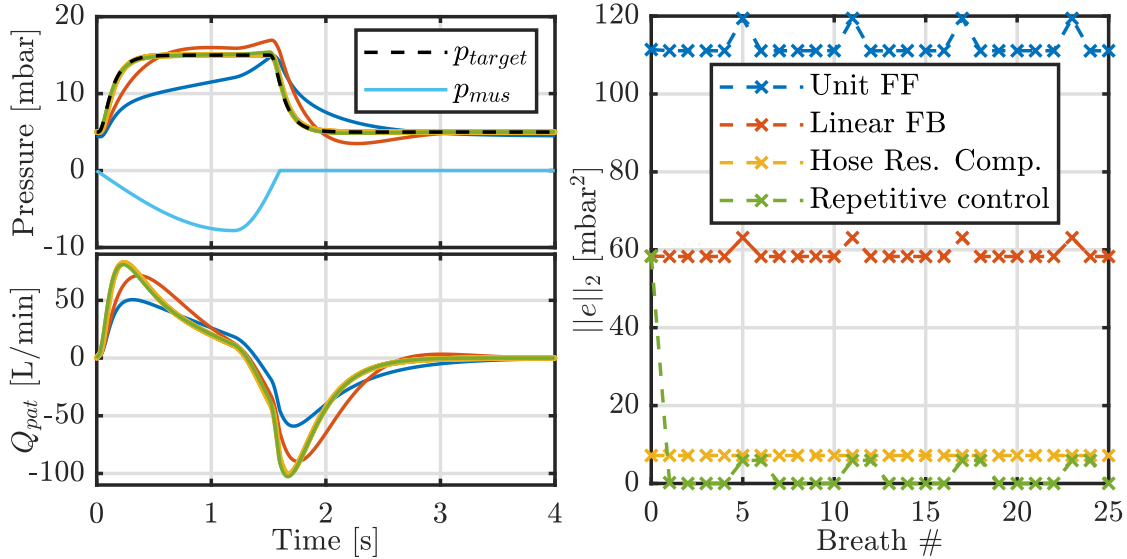 20
15
10
5
0
-10
Pressure [mbar]
p_target
p_mus
50
0
-50
-100
Q_pat [L/min]
0
1
2
3
4
Time [s]
120
100
80
60
40
20
0
||e||_2 [mbar^2]
Unit FF
Linear FB
Hose Res. Comp.
Repetitive control
0
5
10
15
20
25
Breath #